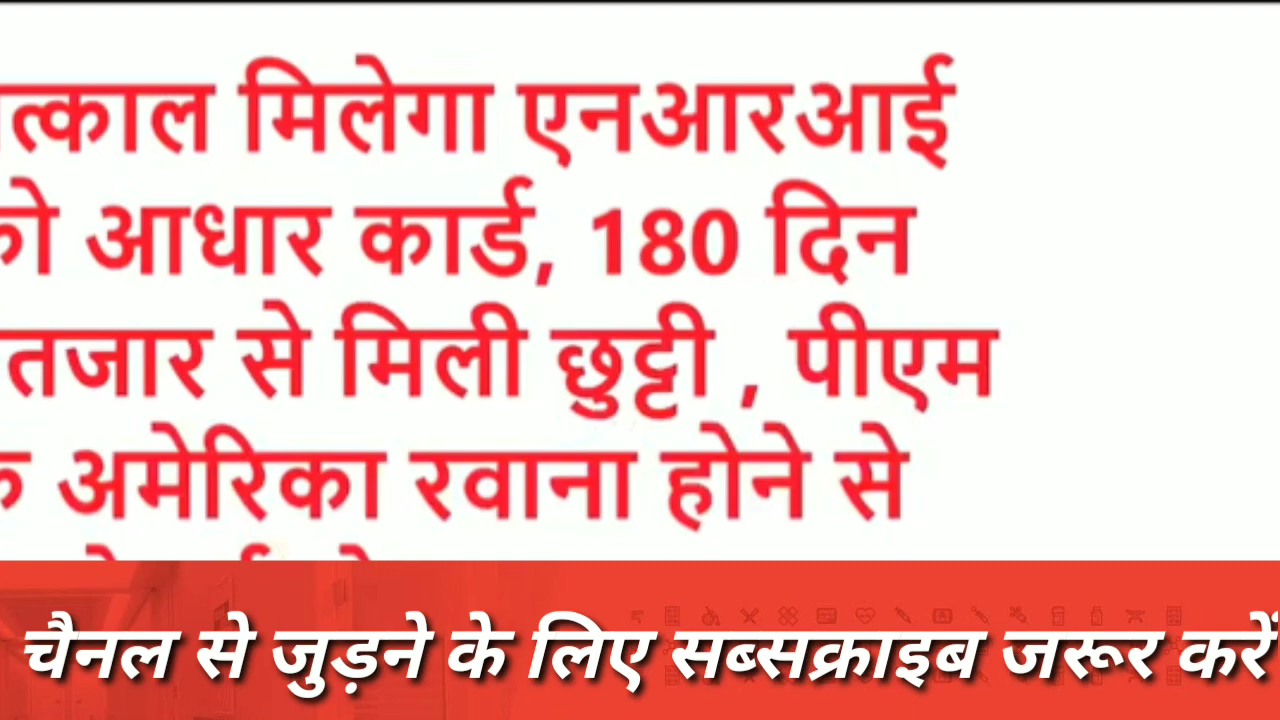 त्काल मिलेगा एनआरआई
को आधार कार्ड, 180 दिन
तजार से मिली छुट्टी , पीएम
अमेरिका रवाना होने से
चैनल से जुड़ने के लिए सब्सक्राइब जरूर करें